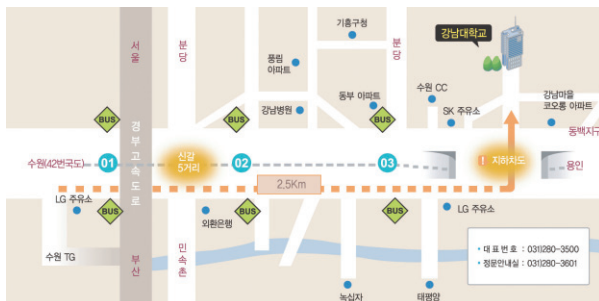 서울
분당
기흥구청
분당
강남대학교
풍림
아파트
수원 CC
동부 아파트
강남병원
SK 주유소
강남마을
코오롱 아파트
BUS
BUS
BUS
동백지구
경부고속도로
수원(42번국도)
01
신갈
5거리
02
03
! 지하차도
용인
2.5Km
LG 주유소
BUS
BUS
BUS
LG 주유소
외환은행
수원 TG
부산
민속촌
녹십자
태평양
• 대 표 번 호 : 031)280-3500
• 정문안내실 : 031)280-3601